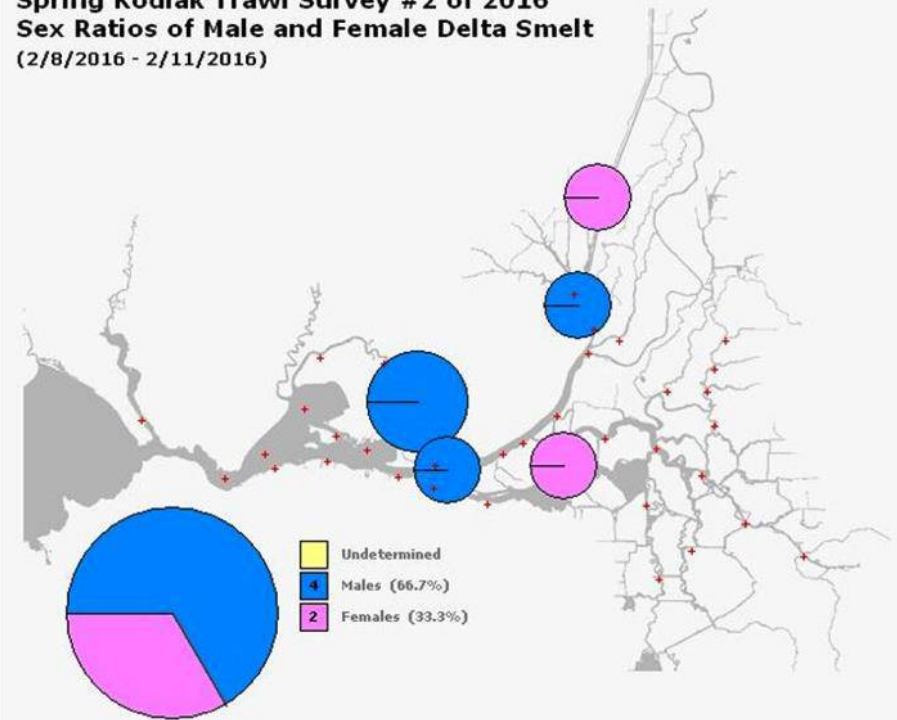 Spring Kodiak Trawl Survey #2 of 2016
Sex Ratios of Male and Female Delta Smelt
(2/8/2016 - 2/11/2016)
Undetermined
4 Males (66.7%)
2 Females (33.3%)